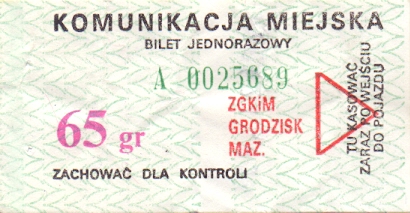 KOMUNIKACJA MIEJSKA
BILET JEDNORAZOWY
A 0025689
65 gr
ZGKiM
GRODZISK
MAZ.
TU KASOWAĆ
ZARAZ PO WEJŚCIU
DO POJAZDU
ZACHOWAĆ DLA KONTROLI